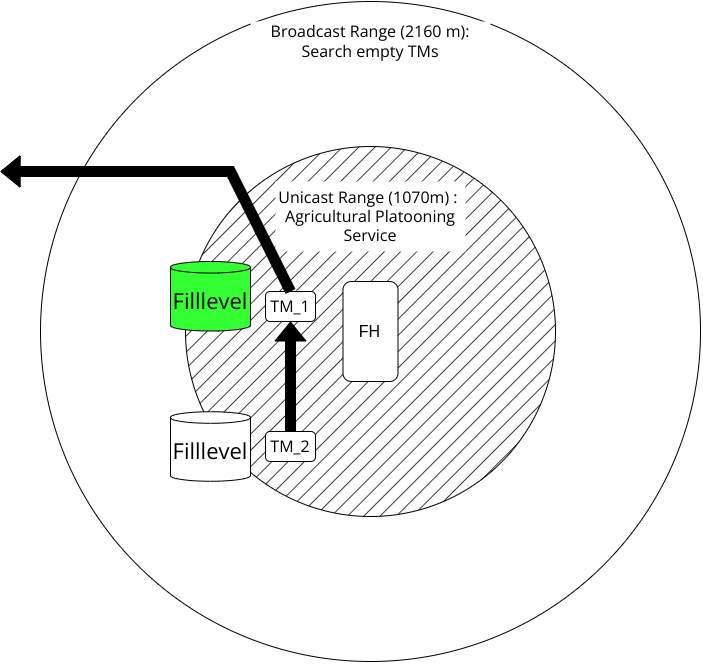 Broadcast Range (2160 m):
Search empty TMs
Unicast Range (1070m) :
Agricultural Platooning
Service
Filllevel
TM_1
FH
Filllevel
TM_2